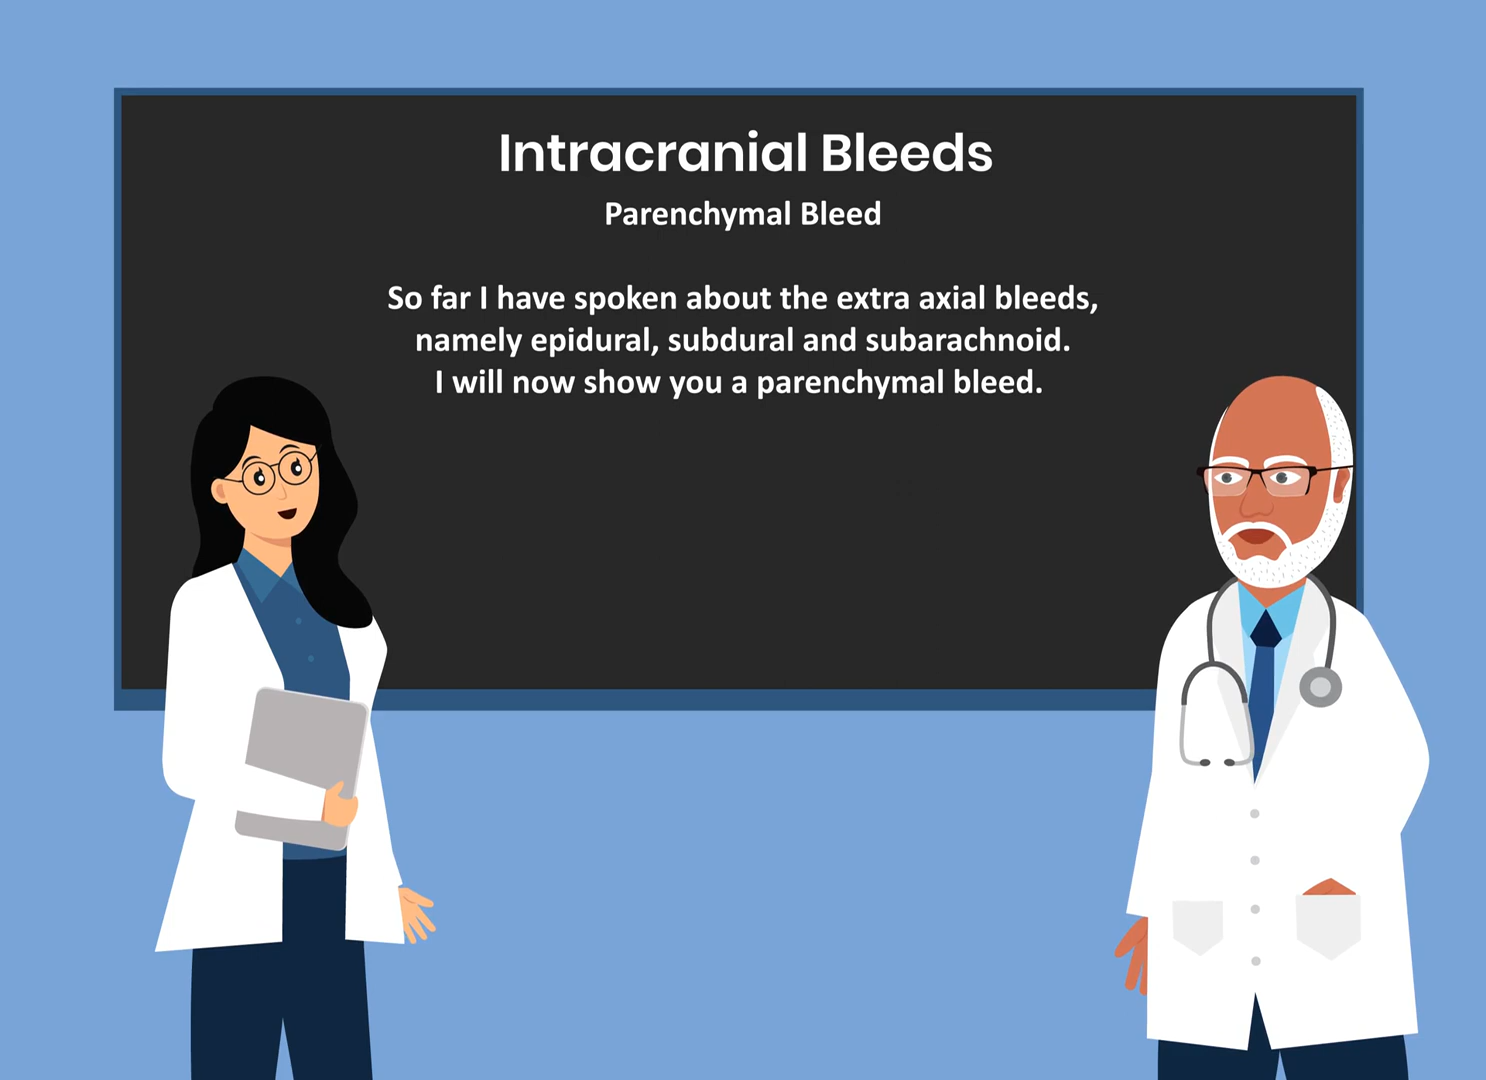 Intracranial Bleeds
Parenchymal Bleed
So far I have spoken about the extra axial bleeds,
namely epidural, subdural and subarachnoid.
I will now show you a parenchymal bleed.